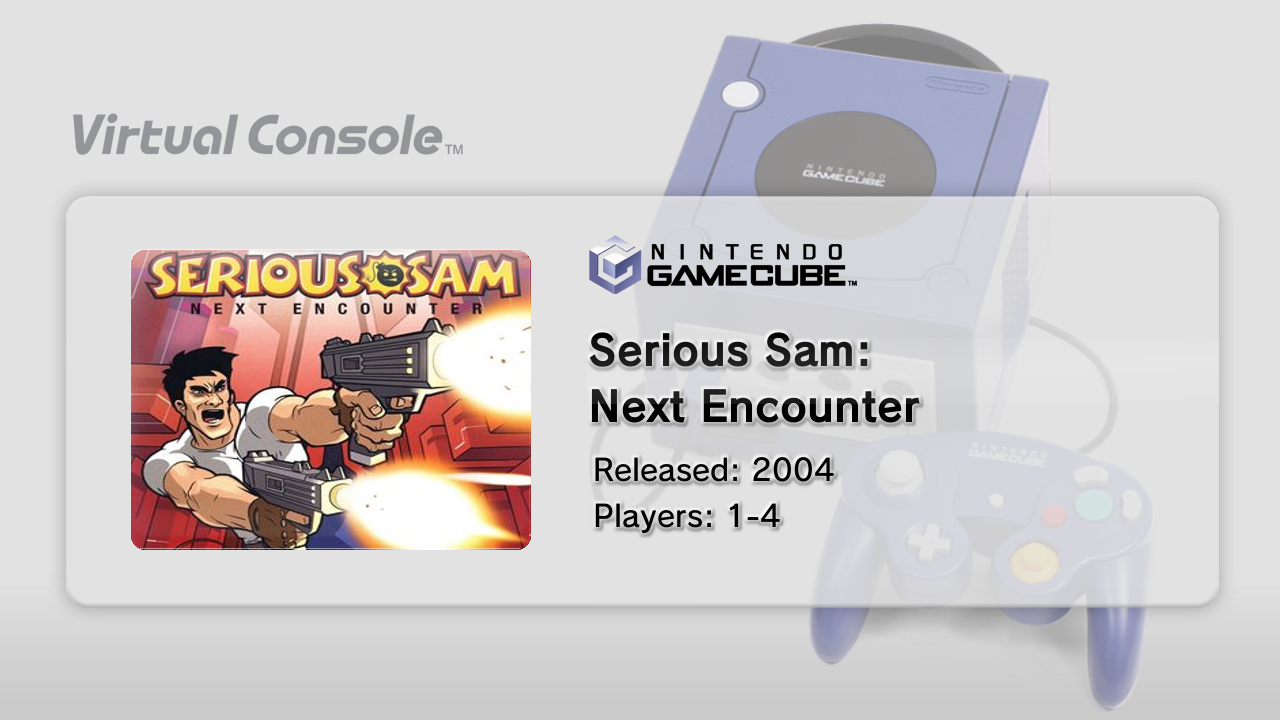 Virtual Console™
NINTENDO
GAMECUBE
SERIOUS SAM
NEXT ENCOUNTER
NINTENDO
GAMECUBE™
Serious Sam:
Next Encounter
Released: 2004
Players: 1-4
NINTENDO
GAMECUBE